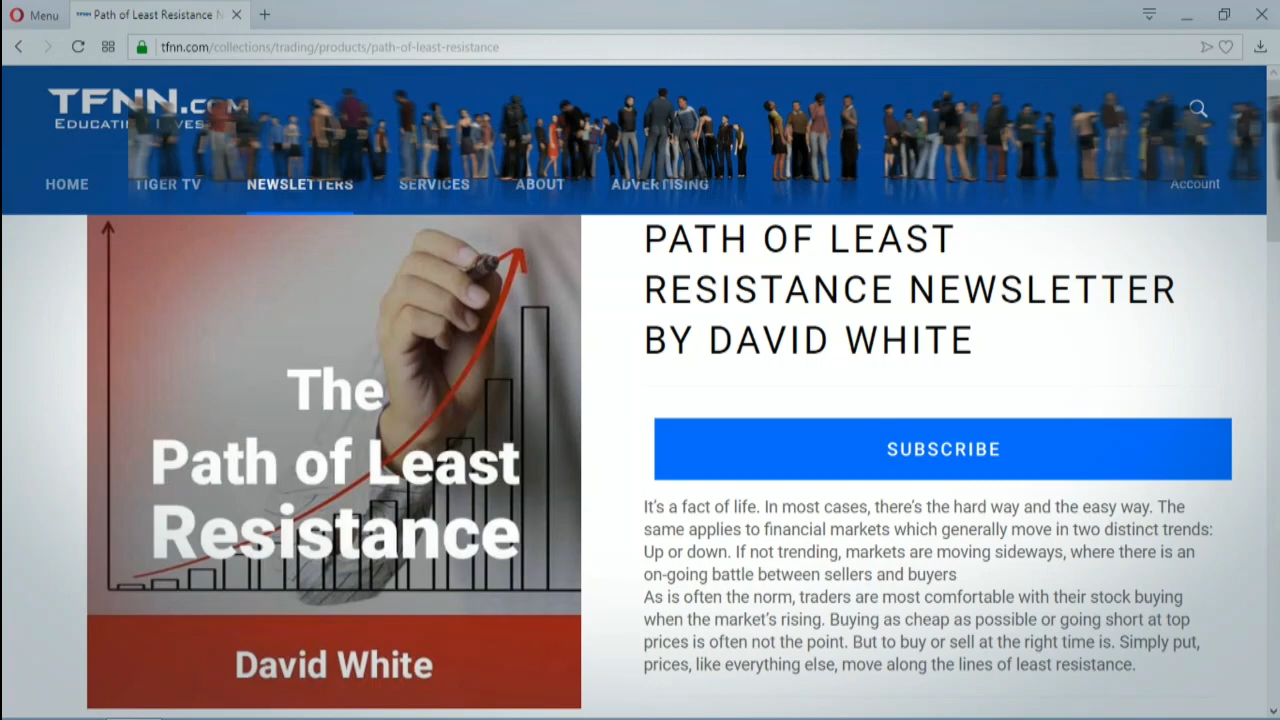 Menu
Path of Least Resistance N
tfnn.com/collections/trading/products/path-of-least-resistance
TFNN.COM
HOME
TIGER TV
NEWSLETTERS
SERVICES
ABOUT
ADVERTISING
Account
The
Path of Least
Resistance
David White
PATH OF LEAST
RESISTANCE NEWSLETTER
BY DAVID WHITE
SUBSCRIBE
It's a fact of life. In most cases, there's the hard way and the easy way. The
same applies to financial markets which generally move in two distinct trends:
Up or down. If not trending, markets are moving sideways, where there is an
on-going battle between sellers and buyers
As is often the norm, traders are most comfortable with their stock buying
when the market's rising. Buying as cheap as possible or going short at top
prices is often not the point. But to buy or sell at the right time is. Simply put,
prices, like everything else, move along the lines of least resistance.